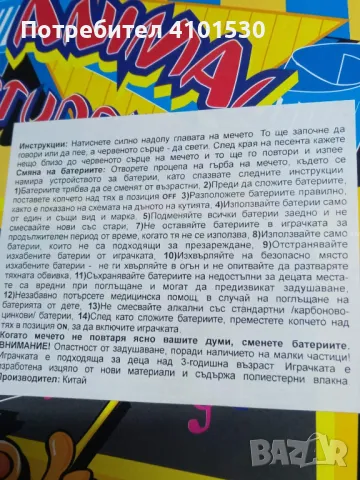 Потребител 4101530
ANIMAL
Инструкции: Натиснете силно надолу главата на мечето То ще започне да
говори или да пее, а червеното сърце - да свети. След края на песента кажете
нещо близо до червеното сърце на мечето и то ще го повтори и изпее
Смяна на батериите: Отворете процепа на гърба на мечето, където се
намира устройството за батерии, като спазвате следните инструкции
1)Батериите трябва да се сменят от възрастни, 2)Преди да сложите батериите,
поставете копчето над тях в позиция OFF 3)Разположете батериите правилно,
както е показано на схемата на дъното на кутията, 4)Използвайте батерии само
от един и същи вид и марка. 5)Подменяйте всички батерии заедно и не
смесвайте нови със стари, 7)Не оставяйте батериите в играчката за
продължителен период от време, когато тя не се използва, 8)Използвайте само
батерии, които не са подходящи за презареждане, 9)Отстранявайте
изхабените батерии от играчката, 10)Изхвърляйте на безопасно място
изхабените батерии - не ги хвърляйте в огън и не опитвайте да разтваряте
тяхната обвивка, 11)Съхранявайте батериите на недостъпни за децата места-
те са вредни при поглъщане и могат да предизвикат задушаване,
12)Незабавно потърсете медицинска помощ, в случай на поглъщане на
батерията от дете, 13)Не смесвайте алкални със стандартни /карбоново-
цинкови/ батерии, 14)След като сложите батериите, преместете копчето над
тях в позиция ON, за да включите играчката
Когато мечето не повтаря ясно вашите думи, сменете батериите.
ВНИМАНИЕ! Опасност от задушаване, поради наличието на малки части!
Играчката е подходяща за деца над 3-годишна възраст Играчката е
изработена изцяло от нови материали и съдържа полиестерни влакна
Производител: Китай
bazar.bg